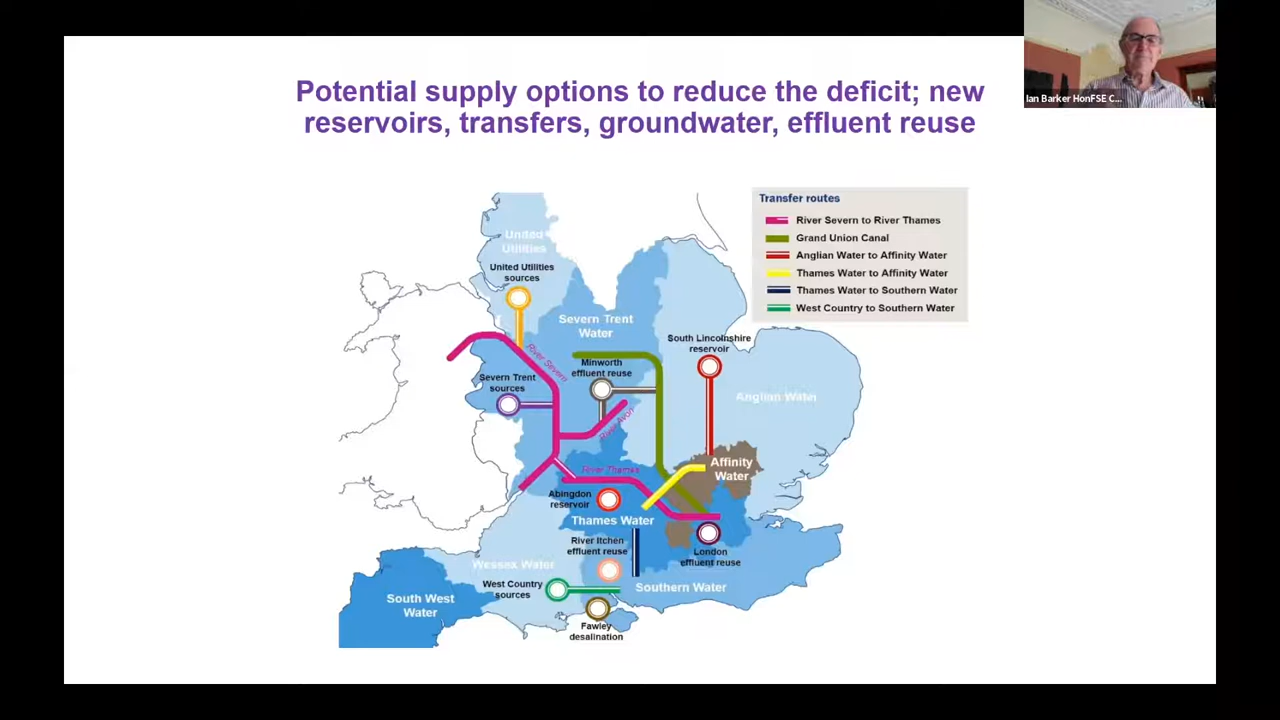 Ian Barker HonFSE C...
Potential supply options to reduce the deficit; new
reservoirs, transfers, groundwater, effluent reuse
Transfer routes
River Severn to River Thames
Grand Union Canal
Anglian Water to Affinity Water
Thames Water to Affinity Water
Thames Water to Southern Water
West Country to Southern Water
United
Utilities
United Utilities
sources
Severn Trent
Water
South Lincolnshire
reservoir
River Severn
Minworth
effluent reuse
Severn Trent
sources
Anglian Water
River Avon
Affinity
Water
River Thames
Abingdon
reservoir
Thames Water
River Itchen
effluent reuse
London
effluent reuse
Wessex Water
West Country
sources
Southern Water
South West
Water
Fawley
desalination